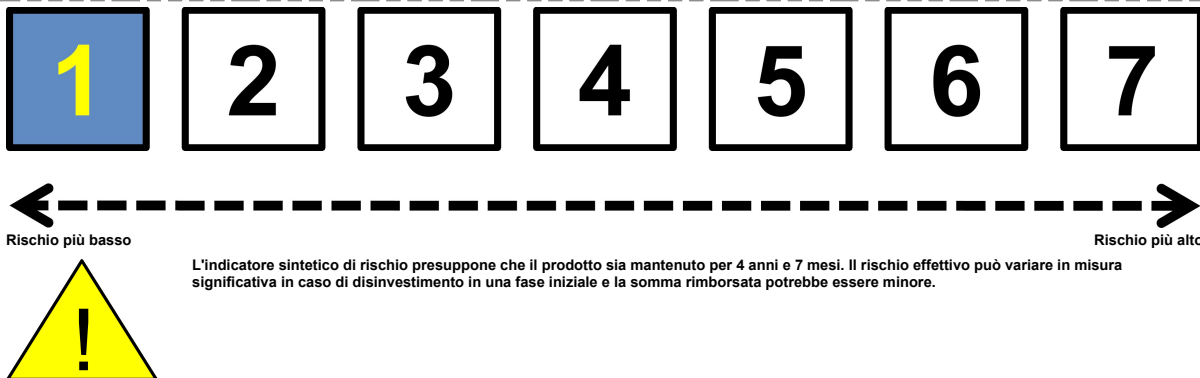 1 2 3 4 5 6 7
Rischio più basso Rischio più alto
L'indicatore sintetico di rischio presuppone che il prodotto sia mantenuto per 4 anni e 7 mesi. Il rischio effettivo può variare in misura
significativa in caso di disinvestimento in una fase iniziale e la somma rimborsata potrebbe essere minore.
!